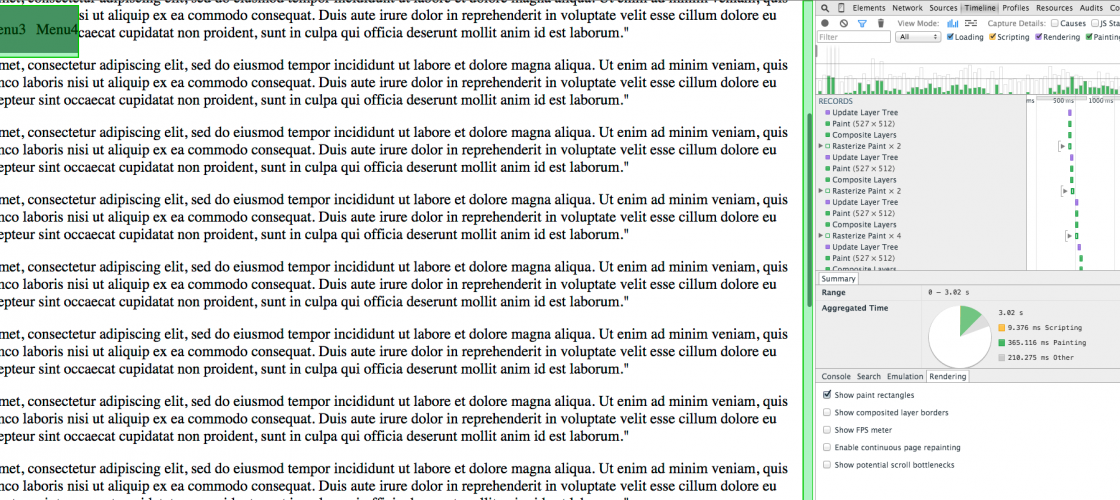 met, consectetur adipiscing elit, sed do eiusmod tempor incididunt ut labore et dolore magna aliqua. Ut enim ad minim veniam, quis
enu3 Menu4 si ut aliquip ex ea commodo consequat. Duis aute irure dolor in reprehenderit in voluptate velit esse cillum dolore eu
caecat cupidatat non proident, sunt in culpa qui officia deserunt mollit anim id est laborum."
met, consectetur adipiscing elit, sed do eiusmod tempor incididunt ut labore et dolore magna aliqua. Ut enim ad minim veniam, quis
nco laboris nisi ut aliquip ex ea commodo consequat. Duis aute irure dolor in reprehenderit in voluptate velit esse cillum dolore eu
epteur sint occaecat cupidatat non proident, sunt in culpa qui officia deserunt mollit anim id est laborum."
met, consectetur adipiscing elit, sed do eiusmod tempor incididunt ut labore et dolore magna aliqua. Ut enim ad minim veniam, quis
nco laboris nisi ut aliquip ex ea commodo consequat. Duis aute irure dolor in reprehenderit in voluptate velit esse cillum dolore eu
epteur sint occaecat cupidatat non proident, sunt in culpa qui officia deserunt mollit anim id est laborum."
met, consectetur adipiscing elit, sed do eiusmod tempor incididunt ut labore et dolore magna aliqua. Ut enim ad minim veniam, quis
nco laboris nisi ut aliquip ex ea commodo consequat. Duis aute irure dolor in reprehenderit in voluptate velit esse cillum dolore eu
epteur sint occaecat cupidatat non proident, sunt in culpa qui officia deserunt mollit anim id est laborum."
met, consectetur adipiscing elit, sed do eiusmod tempor incididunt ut labore et dolore magna aliqua. Ut enim ad minim veniam, quis
nco laboris nisi ut aliquip ex ea commodo consequat. Duis aute irure dolor in reprehenderit in voluptate velit esse cillum dolore eu
epteur sint occaecat cupidatat non proident, sunt in culpa qui officia deserunt mollit anim id est laborum."
met, consectetur adipiscing elit, sed do eiusmod tempor incididunt ut labore et dolore magna aliqua. Ut enim ad minim veniam, quis
nco laboris nisi ut aliquip ex ea commodo consequat. Duis aute irure dolor in reprehenderit in voluptate velit esse cillum dolore eu
epteur sint occaecat cupidatat non proident, sunt in culpa qui officia deserunt mollit anim id est laborum."
met, consectetur adipiscing elit, sed do eiusmod tempor incididunt ut labore et dolore magna aliqua. Ut enim ad minim veniam, quis
nco laboris nisi ut aliquip ex ea commodo consequat. Duis aute irure dolor in reprehenderit in voluptate velit esse cillum dolore eu
epteur sint occaecat cupidatat non proident, sunt in culpa qui officia deserunt mollit anim id est laborum."
met, consectetur adipiscing elit, sed do eiusmod tempor incididunt ut labore et dolore magna aliqua. Ut enim ad minim veniam, quis
nco laboris nisi ut aliquip ex ea commodo consequat. Duis aute irure dolor in reprehenderit in voluptate velit esse cillum dolore eu
Elements Network Sources Timeline Profiles Resources Audits Co
View Mode: Capture Details: Causes JS Sta
Filter All Loading Scripting Rendering Paintin
RECORDS ms 500 ms 1000 ms
Update Layer Tree
Paint (527 × 512)
Composite Layers
Rasterize Paint × 2
Update Layer Tree
Paint (527 × 512)
Composite Layers
Rasterize Paint × 2
Update Layer Tree
Paint (527 × 512)
Composite Layers
Rasterize Paint × 4
Update Layer Tree
Paint (527 × 512)
Composite Layers
Summary
Range 0 – 3.02 s
Aggregated Time 3.02 s
9.376 ms Scripting
365.116 ms Painting
210.275 ms Other
Console Search Emulation Rendering
Show paint rectangles
Show composited layer borders
Show FPS meter
Enable continuous page repainting
Show potential scroll bottlenecks